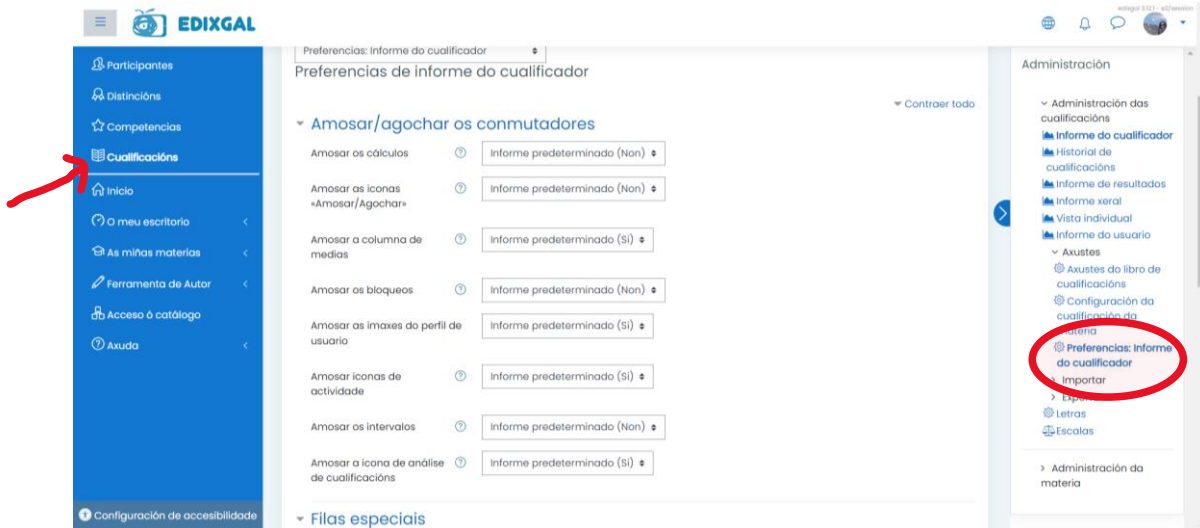 edixgal 3.12.1 - a2/session
EDIXGAL
Participantes
Distincións
Competencias
Cualificacións
Inicio
O meu escritorio
As miñas materias
Ferramenta de Autor
Acceso ó catálogo
Axuda
Configuración de accesibilidade
Preferencias: Informe do cualificador
Preferencias de informe do cualificador
Contraer todo
Amosar/agochar os conmutadores
Amosar os cálculos
Informe predeterminado (Non)
Amosar as iconas
«Amosar/Agochar»
Informe predeterminado (Non)
Amosar a columna de
medias
Informe predeterminado (Si)
Amosar os bloqueos
Informe predeterminado (Non)
Amosar as imaxes do perfil de
usuario
Informe predeterminado (Si)
Amosar iconas de
actividade
Informe predeterminado (Si)
Amosar os intervalos
Informe predeterminado (Non)
Amosar a icona de análise
de cualificacións
Informe predeterminado (Si)
Filas especiais
Administración
Administración das
cualificacións
Informe do cualificador
Historial de
cualificacións
Informe de resultados
Informe xeral
Vista individual
Informe do usuario
Axustes
Axustes do libro de
cualificacións
Configuración da
cualificación da
materia
Preferencias: Informe
do cualificador
Importar
Letras
Escalas
Administración da
materia